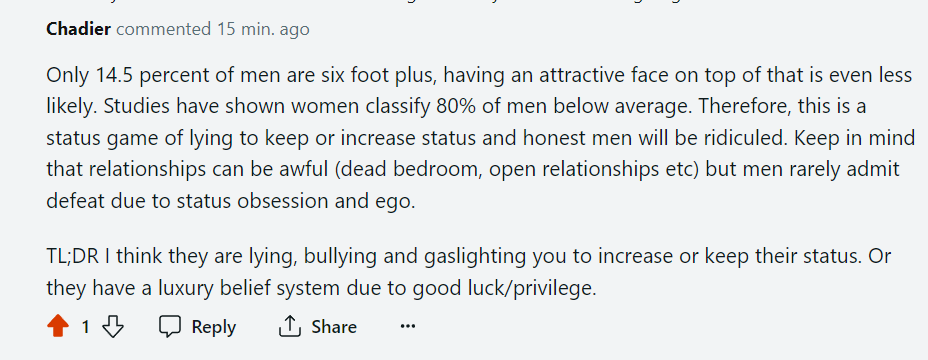 Chadier commented 15 min. ago
Only 14.5 percent of men are six foot plus, having an attractive face on top of that is even less
likely. Studies have shown women classify 80% of men below average. Therefore, this is a
status game of lying to keep or increase status and honest men will be ridiculed. Keep in mind
that relationships can be awful (dead bedroom, open relationships etc) but men rarely admit
defeat due to status obsession and ego.
TL;DR I think they are lying, bullying and gaslighting you to increase or keep their status. Or
they have a luxury belief system due to good luck/privilege.
1 Reply Share ···